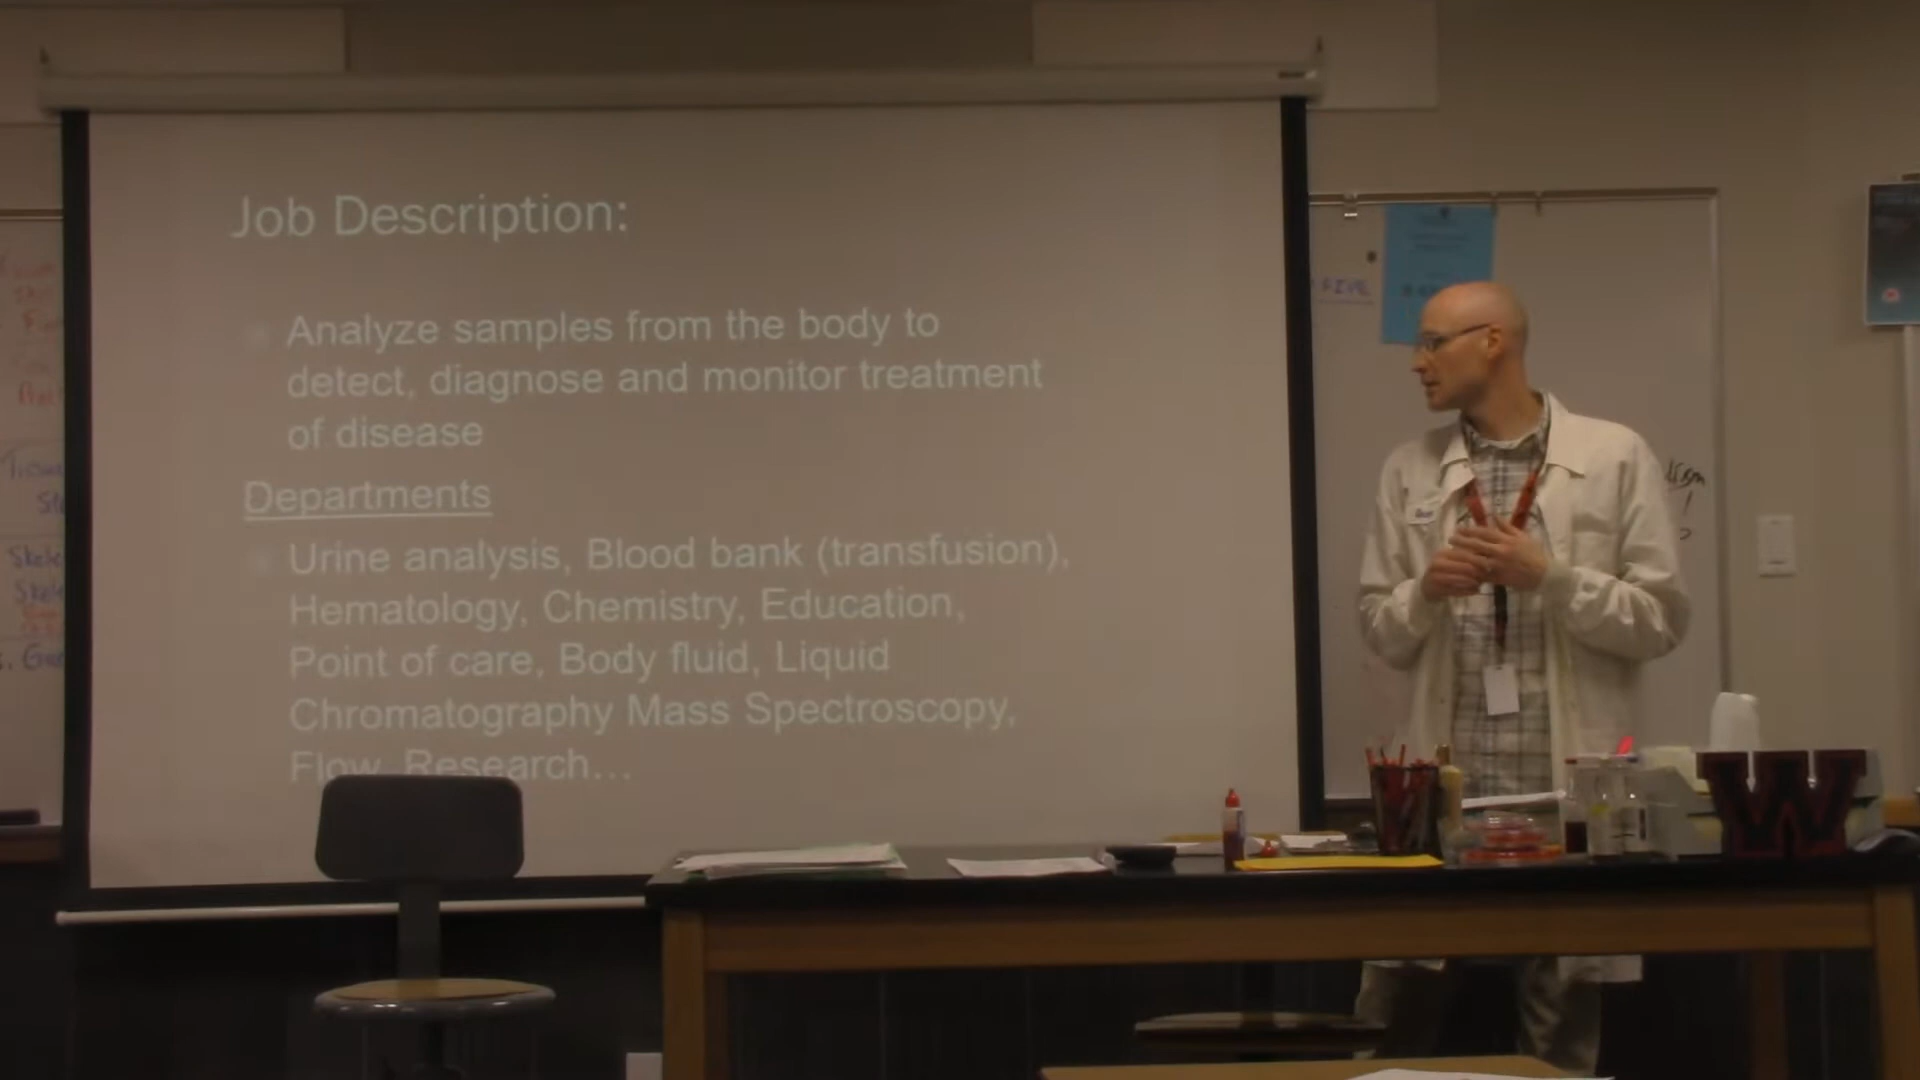 Job Description:
Analyze samples from the body to
detect, diagnose and monitor treatment
of disease
Departments
Urine analysis, Blood bank (transfusion),
Hematology, Chemistry, Education,
Point of care, Body fluid, Liquid
Chromatography Mass Spectroscopy,
Flow, Research...
FIVE
W